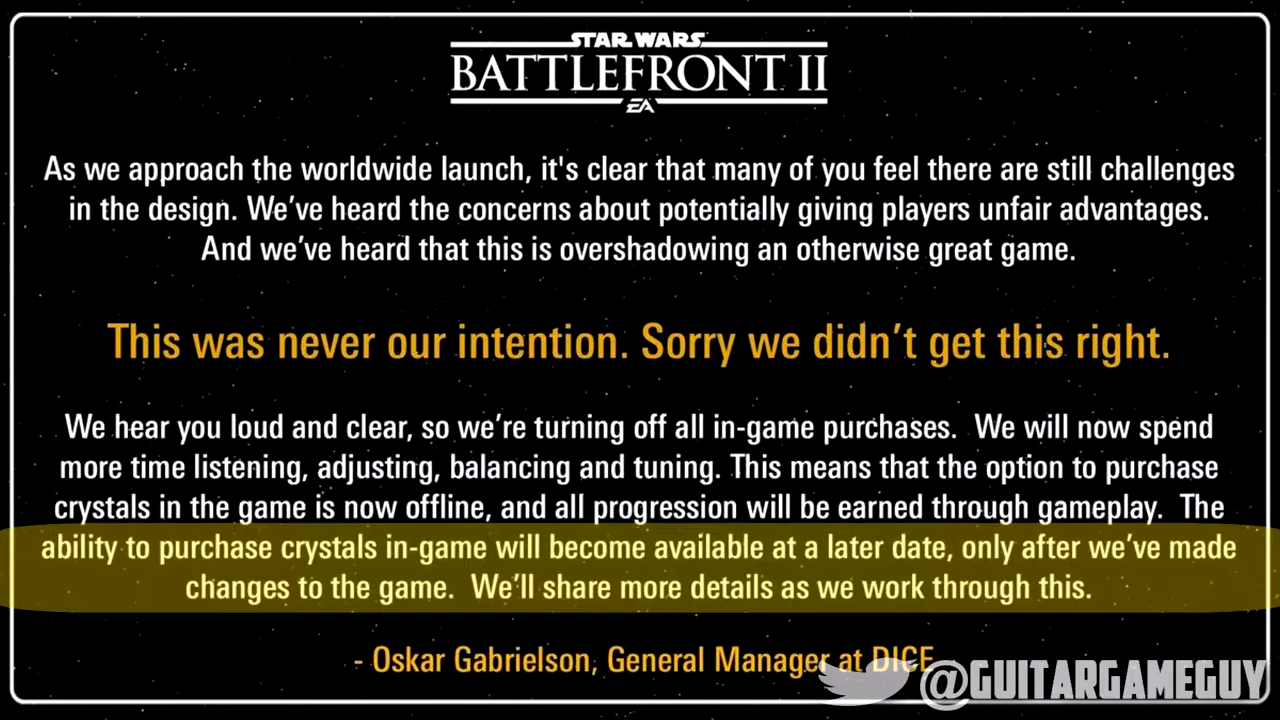 STAR WARS
BATTLEFRONT II
EA
As we approach the worldwide launch, it's clear that many of you feel there are still challenges
in the design. We’ve heard the concerns about potentially giving players unfair advantages.
And we’ve heard that this is overshadowing an otherwise great game.
This was never our intention. Sorry we didn’t get this right.
We hear you loud and clear, so we’re turning off all in-game purchases. We will now spend
more time listening, adjusting, balancing and tuning. This means that the option to purchase
crystals in the game is now offline, and all progression will be earned through gameplay. The
ability to purchase crystals in-game will become available at a later date, only after we’ve made
changes to the game. We’ll share more details as we work through this.
- Oskar Gabrielson, General Manager at DICE
@GUITARGAMEGUY